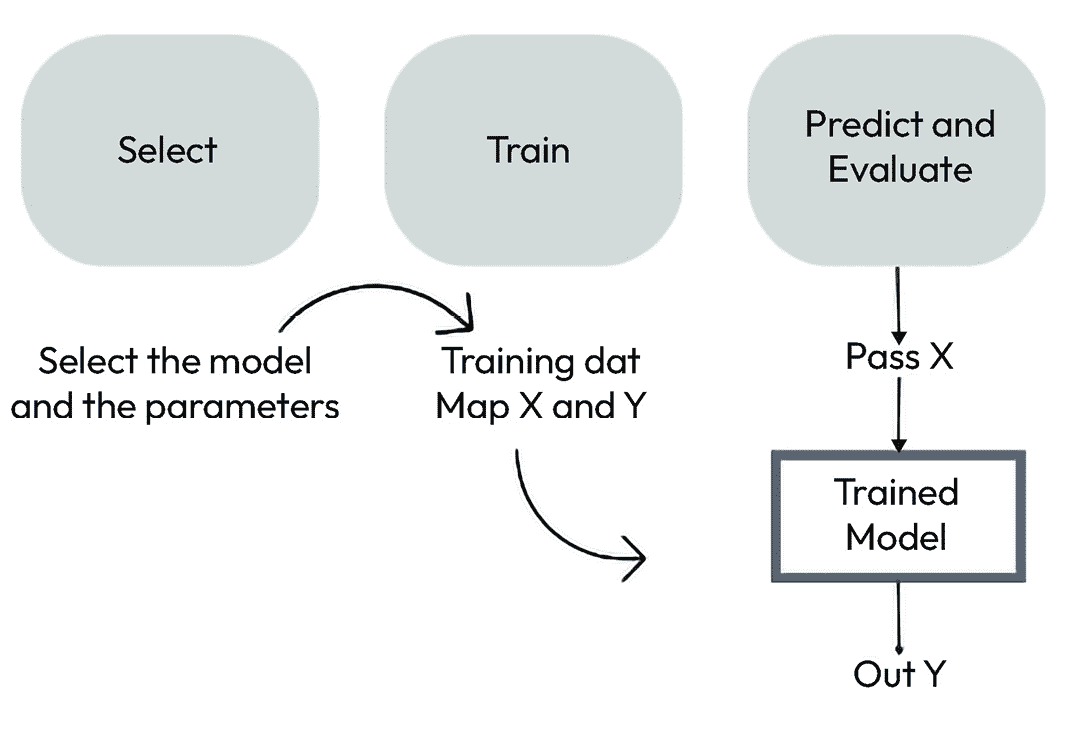 Select
Train
Predict and
Evaluate
Select the model
and the parameters
Training dat
Map X and Y
Pass X
Trained
Model
Out Y